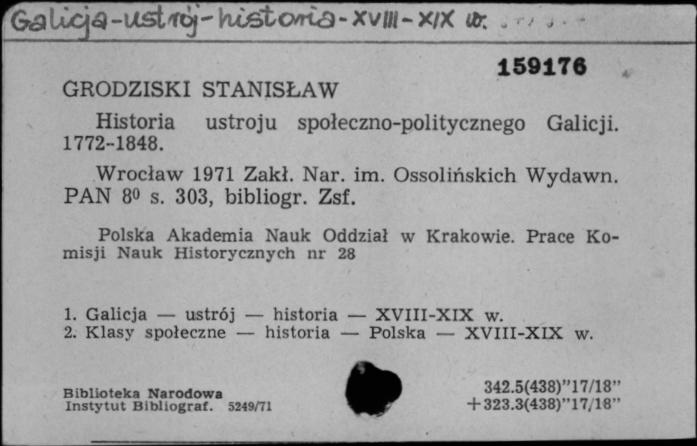 Galicja-ustrój-historia-XVIII-XIX w.
159176
GRODZISKI STANISŁAW
Historia ustroju społeczno-politycznego Galicji.
1772-1848.
Wrocław 1971 Zakł. Nar. im. Ossolińskich Wydawn.
PAN 8⁰ s. 303, bibliogr. Zsf.
Polska Akademia Nauk Oddział w Krakowie. Prace Ko-
misji Nauk Historycznych nr 28
1. Galicja — ustrój — historia — XVIII-XIX w.
2. Klasy społeczne — historia — Polska — XVIII-XIX w.
Biblioteka Narodowa
Instytut Bibliograf. 5249/71
342.5(438)"17/18"
+323.3(438)"17/18"